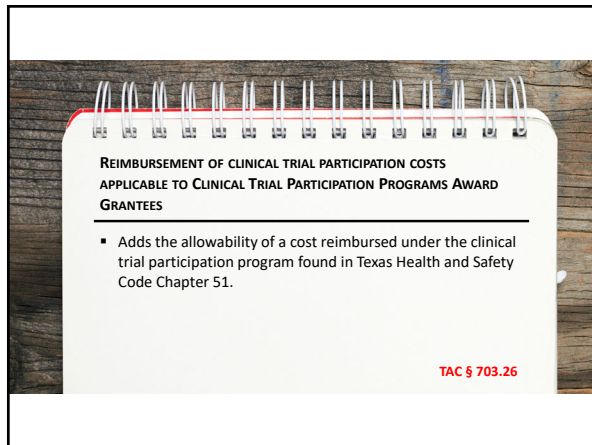 REIMBURSEMENT OF CLINICAL TRIAL PARTICIPATION COSTS
APPLICABLE TO CLINICAL TRIAL PARTICIPATION PROGRAMS AWARD
GRANTEES
▪ Adds the allowability of a cost reimbursed under the clinical
trial participation program found in Texas Health and Safety
Code Chapter 51.
TAC § 703.26